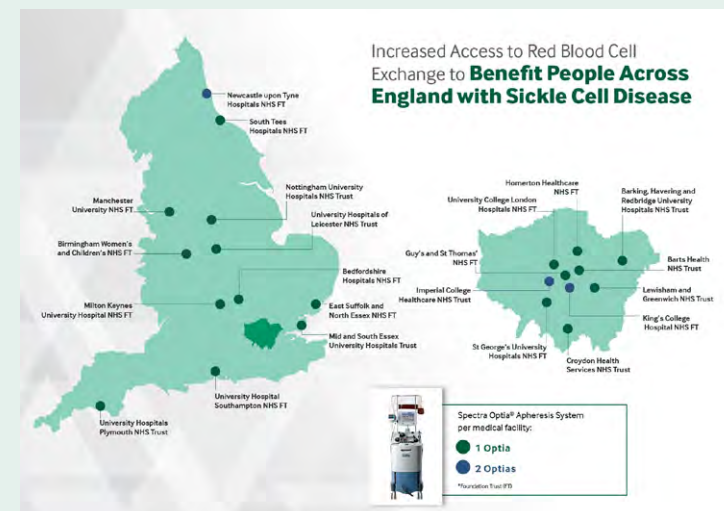 Increased Access to Red Blood Cell
Exchange to Benefit People Across
England with Sickle Cell Disease
Newcastle upon Tyne
Hospitals NHS FT
South Tees
Hospitals NHS FT
Manchester
University NHS FT
Nottingham University
Hospitals NHS Trust
University Hospitals of
Leicester NHS Trust
Birmingham Women's
and Children's NHS FT
Bedfordshire
Hospitals NHS FT
Milton Keynes
University Hospital NHS FT
East Suffolk and
North Essex NHS FT
Mid and South Essex
University Hospitals Trust
University Hospital
Southampton NHS FT
University Hospitals
Plymouth NHS Trust
Homerton Healthcare
NHS FT
University College London
Hospitals NHS FT
Barking, Havering and
Redbridge University
Hospitals NHS Trust
Guy's and St Thomas'
NHS FT
Barts Health
NHS Trust
Imperial College
Healthcare NHS Trust
Lewisham and
Greenwich NHS Trust
King's College
Hospital NHS FT
St George's University
Hospitals NHS FT
Croydon Health
Services NHS Trust
Spectra Optia® Apheresis System
per medical facility:
1 Optia
2 Optias
*Foundation Trust (FT)